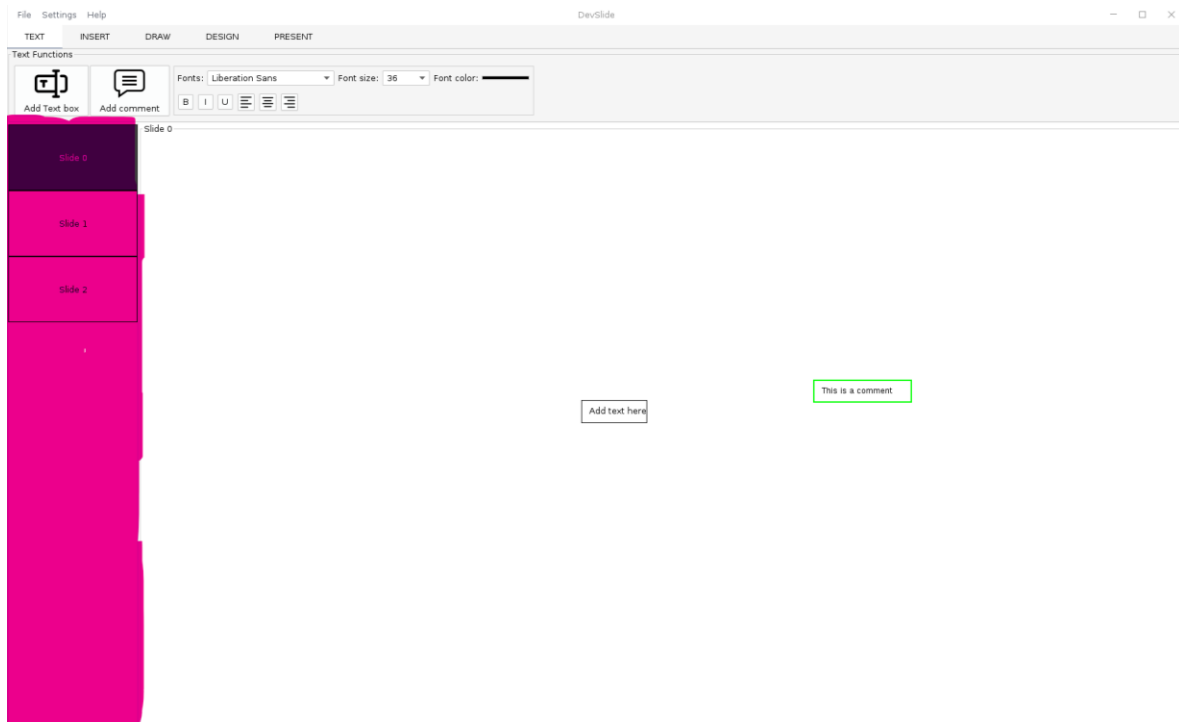 File Settings Help DevSlide
TEXT INSERT DRAW DESIGN PRESENT
Text Functions
Fonts: Liberation Sans Font size: 36 Font color:
B I U
Add Text box Add comment
Slide 0
Slide 0
Slide 1
Slide 2
This is a comment
Add text here